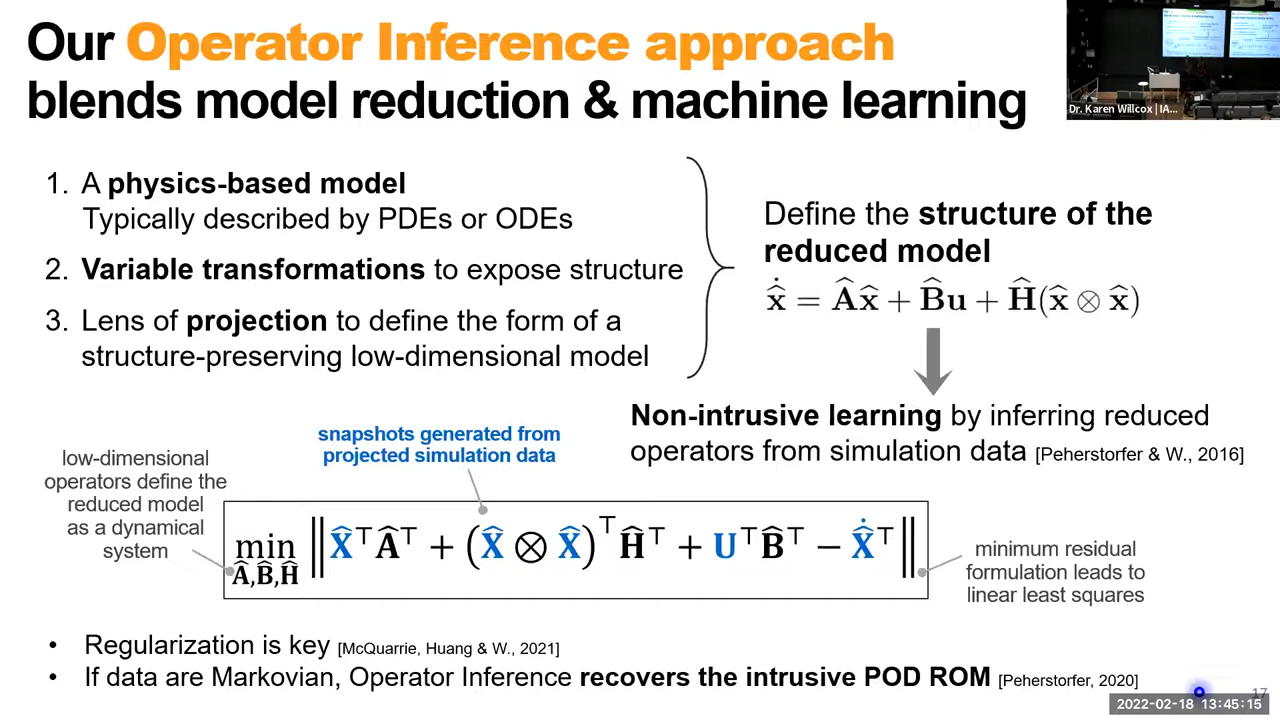 Our Operator Inference approach
blends model reduction & machine learning
Dr. Karen Willcox | IA...
1. A physics-based model
Typically described by PDEs or ODEs
2. Variable transformations to expose structure
3. Lens of projection to define the form of a
structure-preserving low-dimensional model
Define the structure of the
reduced model
\dot{\hat{x}} = Âx̂ + B̂u + Ĥ(x̂ ⊗ x̂)
Non-intrusive learning by inferring reduced
operators from simulation data [Peherstorfer & W., 2016]
snapshots generated from
projected simulation data
low-dimensional
operators define the
reduced model
as a dynamical
system
min ‖X̂ᵀÂᵀ + (X̂ ⊗ X̂)ᵀĤᵀ + UᵀB̂ᵀ − \dot{\hat{X}}ᵀ‖
Â,B̂,Ĥ
minimum residual
formulation leads to
linear least squares
• Regularization is key [McQuarrie, Huang & W., 2021]
• If data are Markovian, Operator Inference recovers the intrusive POD ROM [Peherstorfer, 2020]
17
2022-02-18 13:45:15